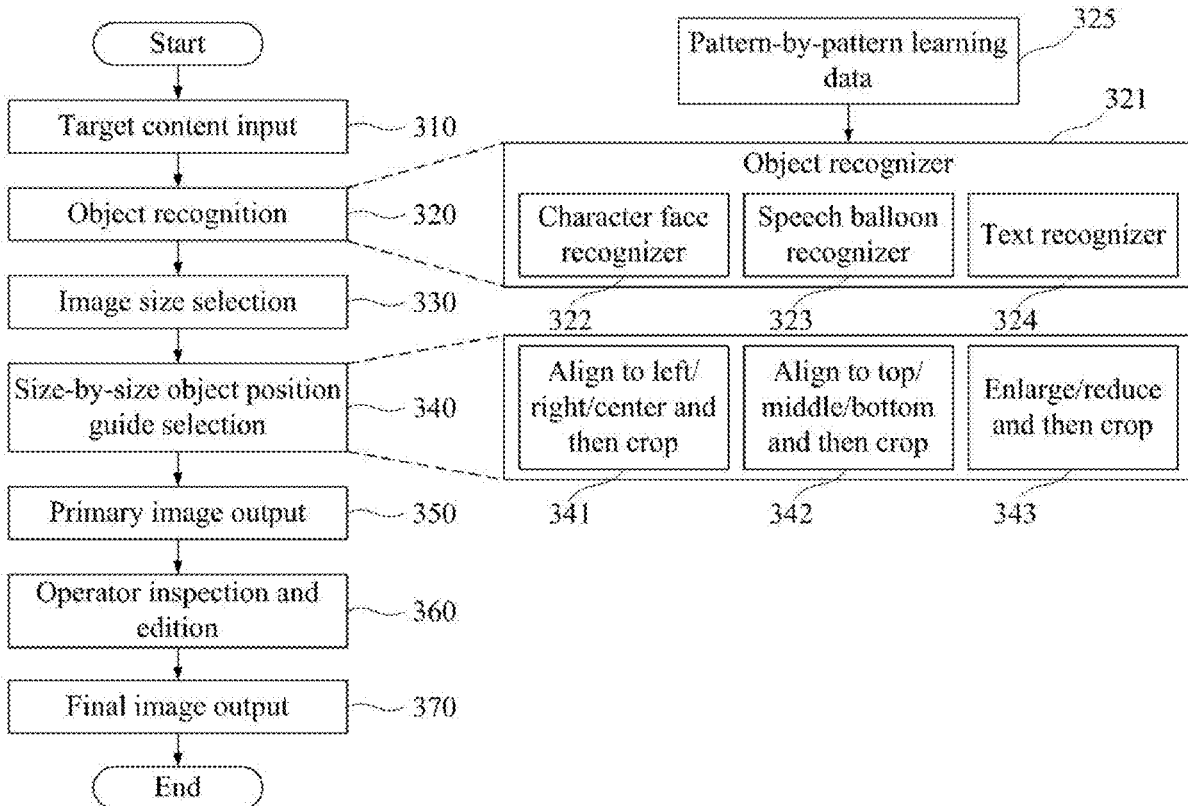 Start
Target content input
310
Object recognition
320
Image size selection
330
Size-by-size object position
guide selection
340
Primary image output
350
Operator inspection and
edition
360
Final image output
370
End
Pattern-by-pattern learning
data
325
321
Object recognizer
Character face
recognizer
Speech balloon
recognizer
Text recognizer
322
323
324
Align to left/
right/center and
then crop
Align to top/
middle/bottom
and then crop
Enlarge/reduce
and then crop
341
342
343